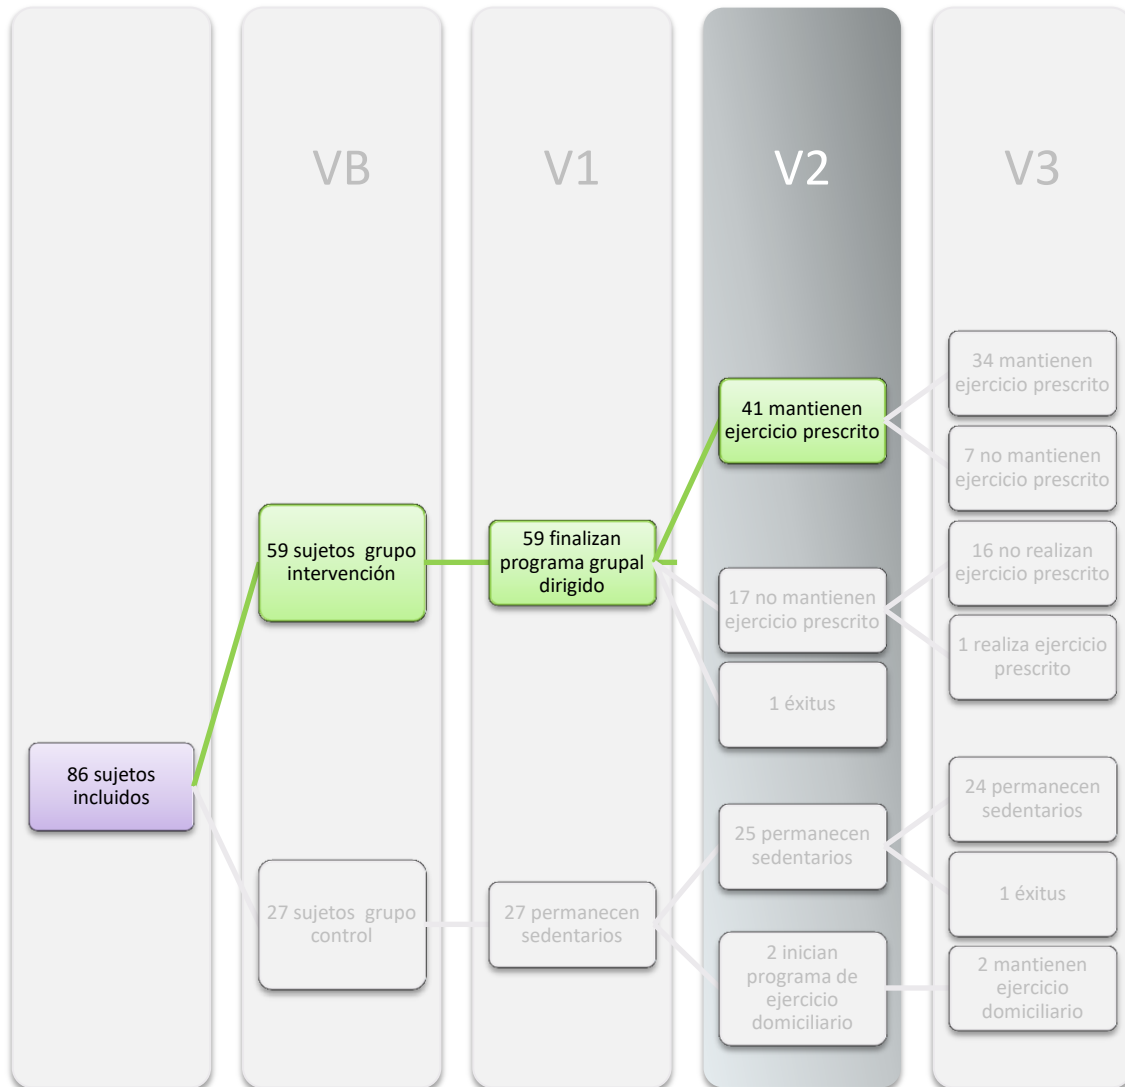 VB
V1
V2
V3
34 mantienen
ejercicio prescrito
41 mantienen
ejercicio prescrito
7 no mantienen
ejercicio prescrito
59 sujetos  grupo
intervención
59 finalizan
programa grupal
dirigido
16 no realizan
ejercicio prescrito
17 no mantienen
ejercicio prescrito
1 realiza ejercicio
prescrito
1 éxitus
86 sujetos
incluidos
24 permanecen
sedentarios
25 permanecen
sedentarios
1 éxitus
27 sujetos  grupo
control
27 permanecen
sedentarios
2 inician
programa de
ejercicio
domiciliario
2 mantienen
ejercicio
domiciliario